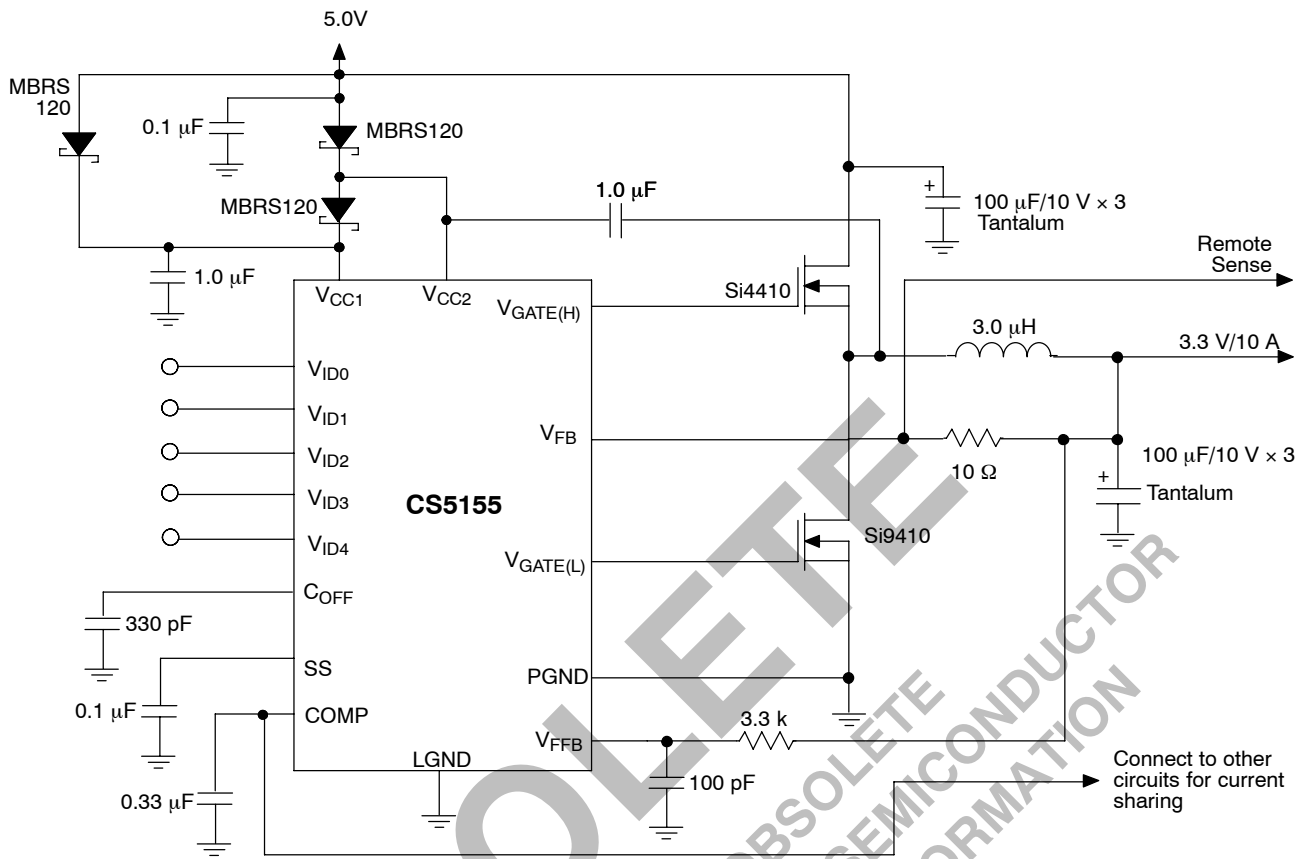 5.0V
MBRS
120
0.1 μF
MBRS120
MBRS120
1.0 μF
1.0 μF
100 μF/10 V × 3
Tantalum
Remote
Sense
VCC1
VCC2
VGATE(H)
Si4410
3.0 μH
3.3 V/10 A
VID0
VID1
VID2
VID3
VID4
VFB
10 Ω
100 μF/10 V × 3
Tantalum
CS5155
Si9410
VGATE(L)
COFF
330 pF
SS
0.1 μF
COMP
PGND
VFFB
3.3 k
LGND
0.33 μF
100 pF
Connect to other
circuits for current
sharing
OLETE
OBSOLETE
SEMICONDUCTOR
ORMATION